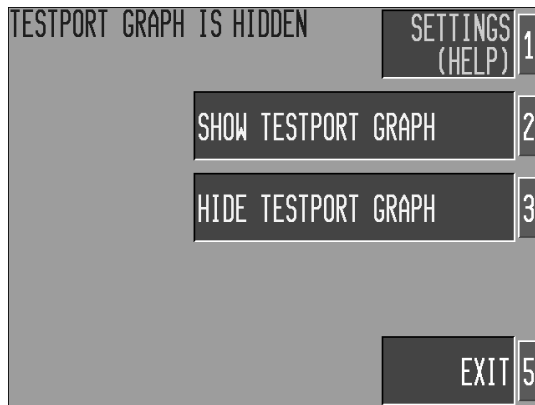 TESTPORT GRAPH IS HIDDEN
SETTINGS
(HELP) 1
SHOW TESTPORT GRAPH 2
HIDE TESTPORT GRAPH 3
EXIT 5